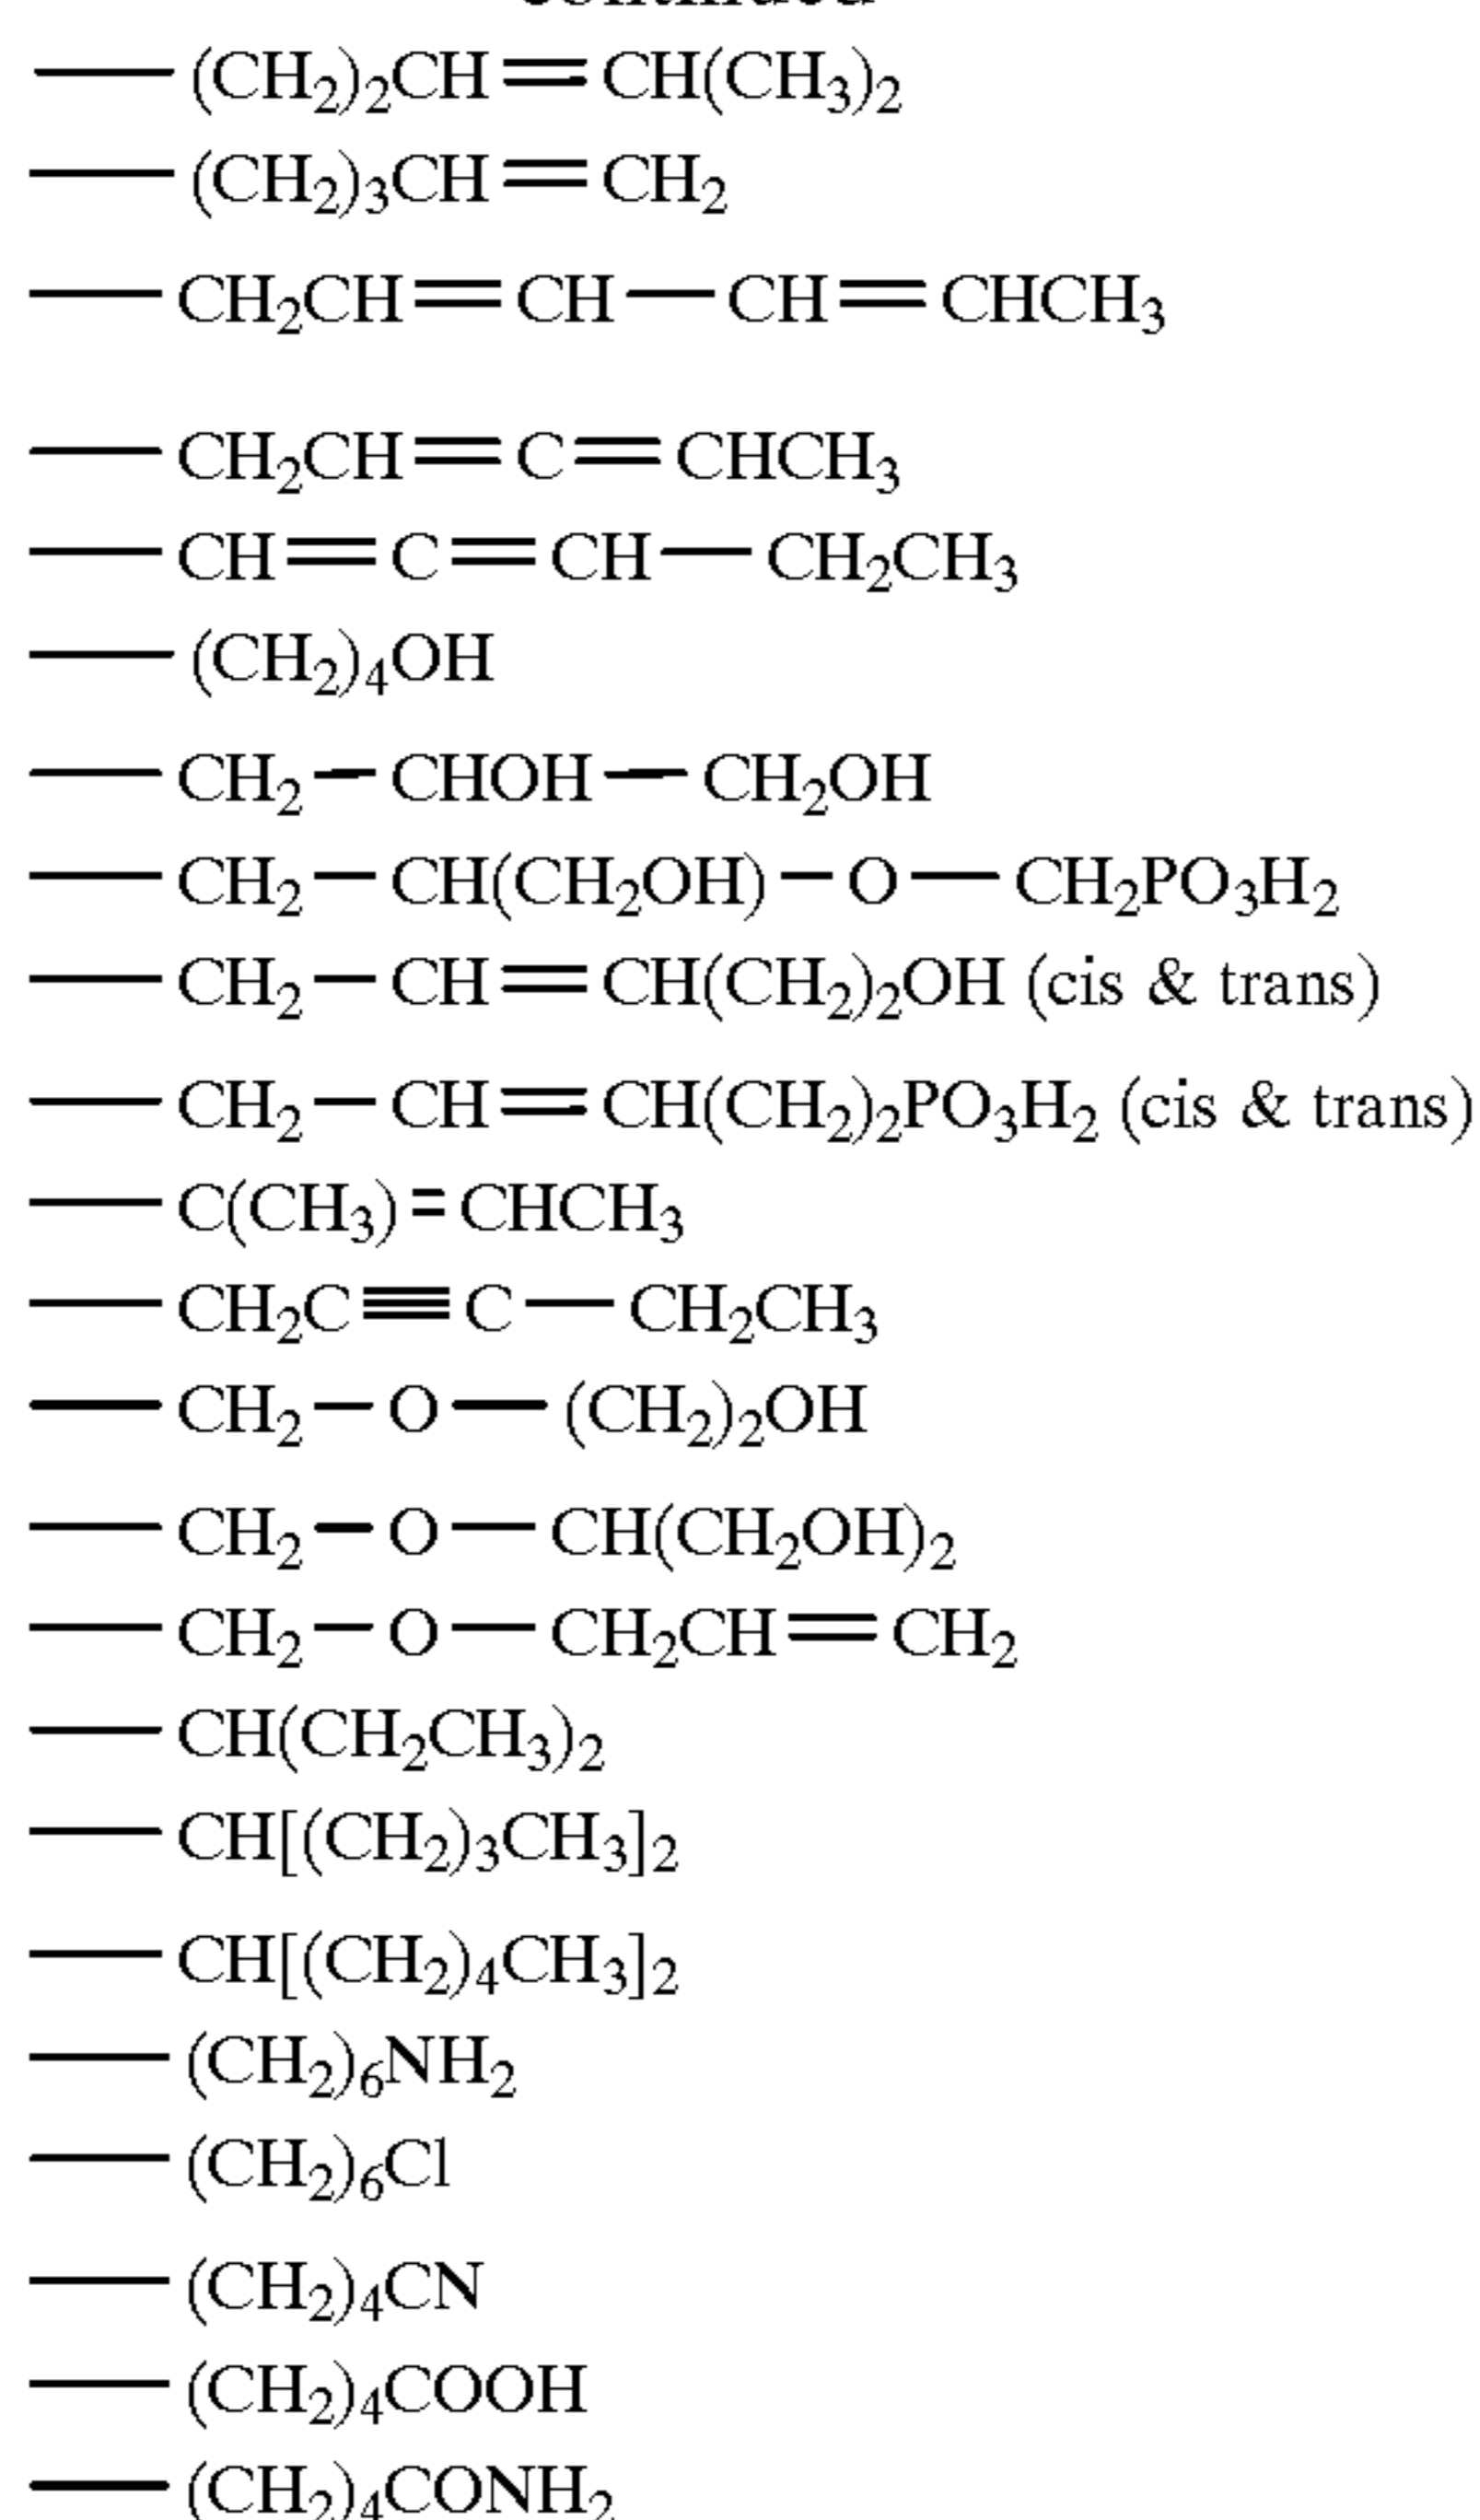 —(CH₂)₂CH=CH(CH₃)₂
—(CH₂)₃CH=CH₂
—CH₂CH=CH—CH=CHCH₃
—CH₂CH=C=CHCH₃
—CH=C=CH—CH₂CH₃
—(CH₂)₄OH
—CH₂—CHOH—CH₂OH
—CH₂—CH(CH₂OH)—O—CH₂PO₃H₂
—CH₂—CH=CH(CH₂)₂OH (cis & trans)
—CH₂—CH=CH(CH₂)₂PO₃H₂ (cis & trans)
—C(CH₃)=CHCH₃
—CH₂C≡C—CH₂CH₃
—CH₂—O—(CH₂)₂OH
—CH₂—O—CH(CH₂OH)₂
—CH₂—O—CH₂CH=CH₂
—CH(CH₂CH₃)₂
—CH[(CH₂)₃CH₃]₂
—CH[(CH₂)₄CH₃]₂
—(CH₂)₆NH₂
—(CH₂)₆Cl
—(CH₂)₄CN
—(CH₂)₄COOH
—(CH₂)₄CONH₂